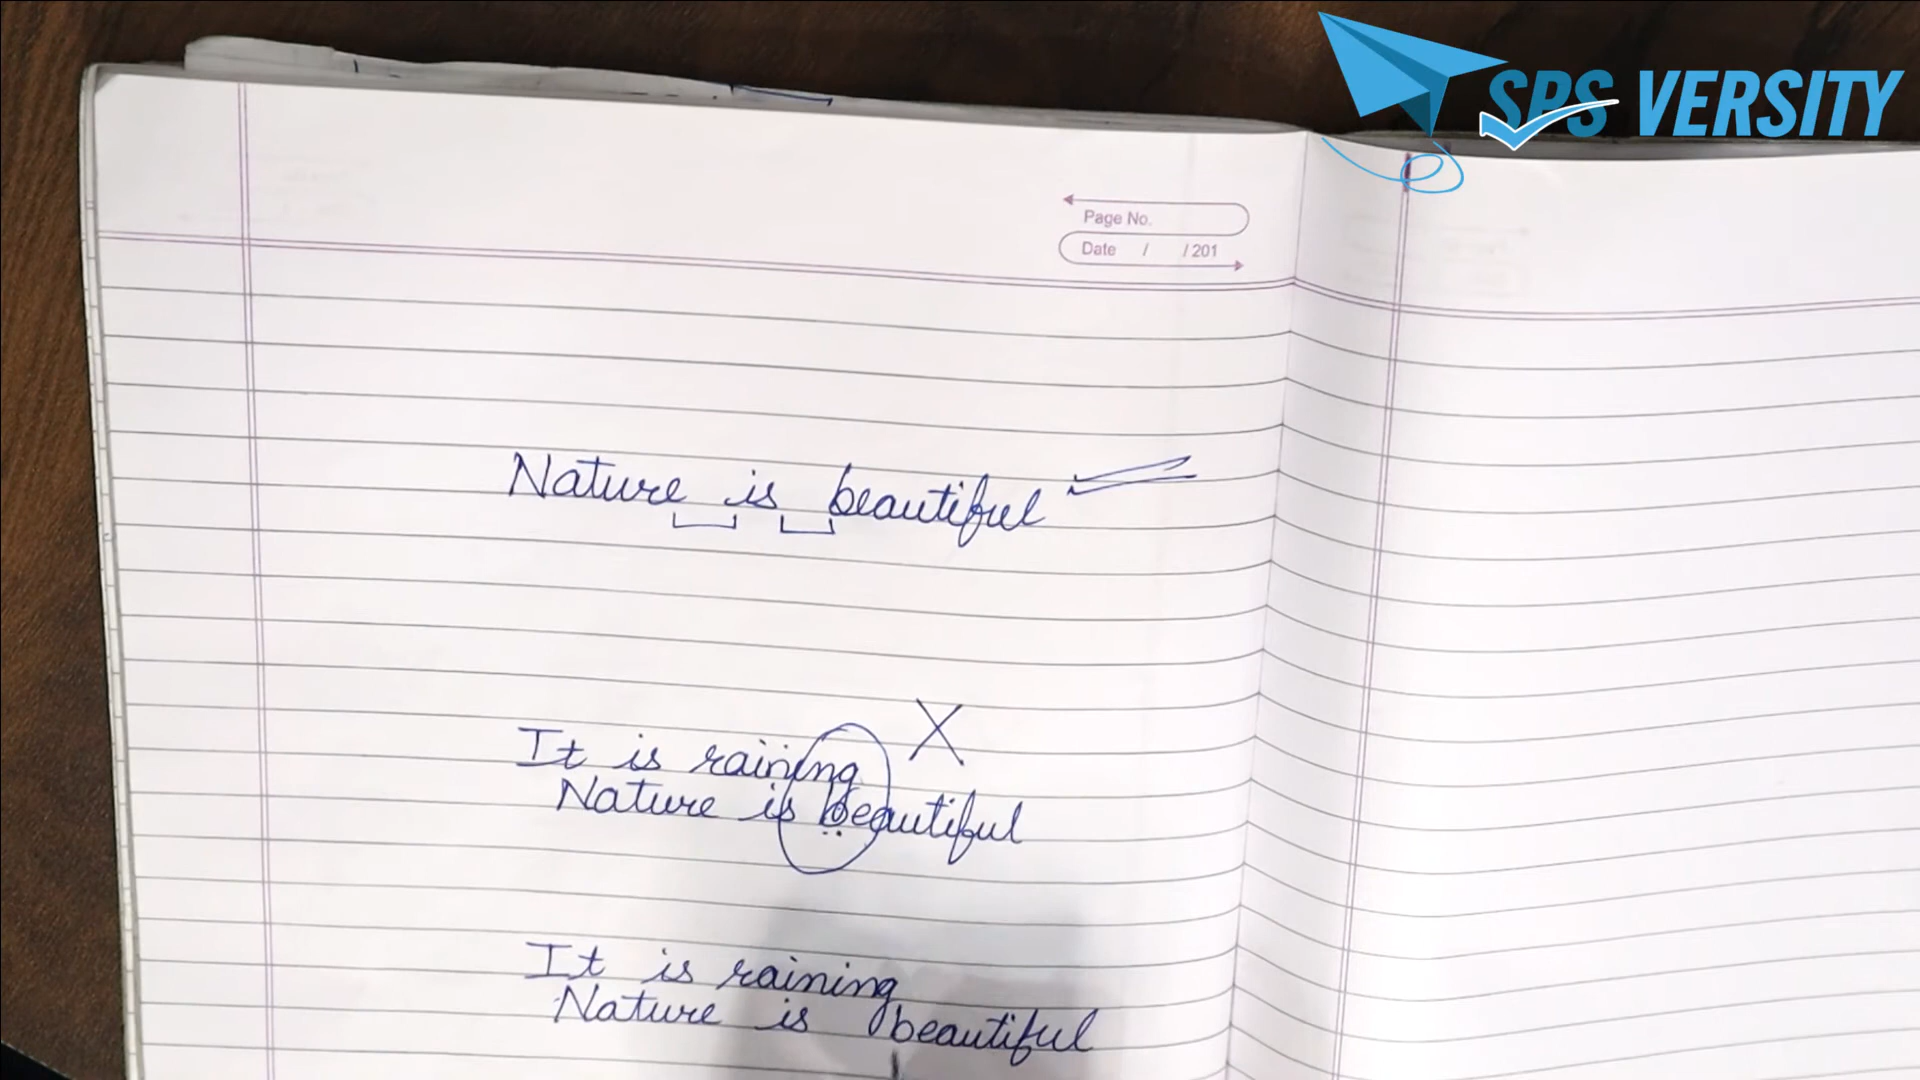 SPS VERSITY
Page No.
Date / /201
Nature is beautiful
It is raining
Nature is beautiful
It is raining
Nature is beautiful